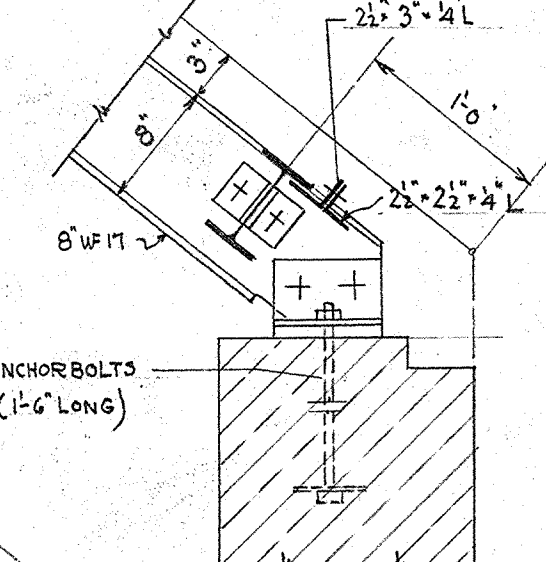 2½" × 3" × ¼" L
3"
8"
1'-0"
2½" × 2½" × ¼" L
8" WF 17
NCHOR BOLTS
(1'-6" LONG)